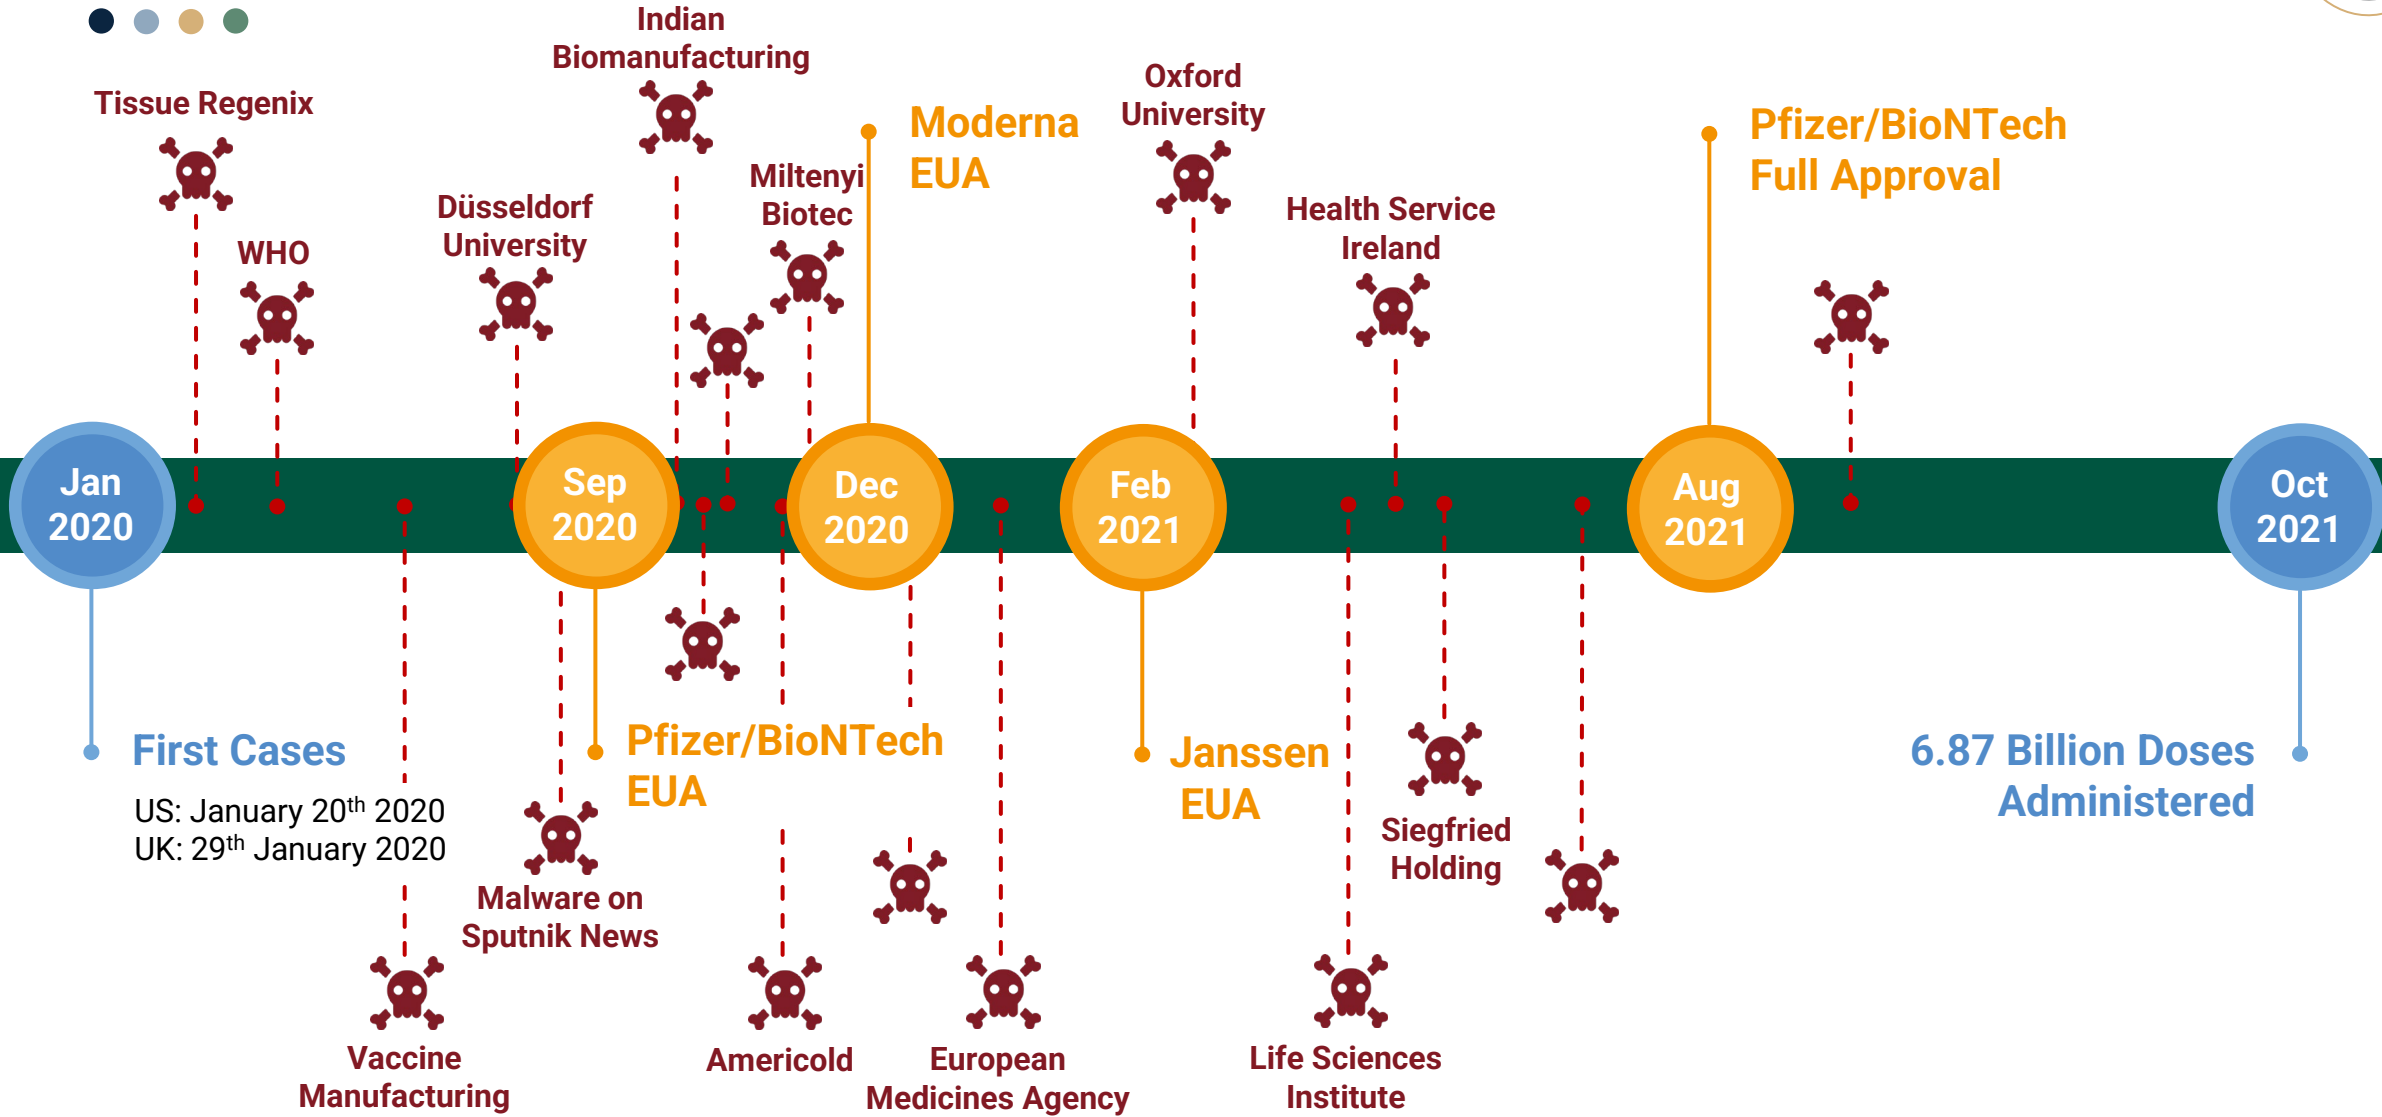 Indian
Biomanufacturing
Tissue Regenix
Oxford
University
Moderna
EUA
Pfizer/BioNTech
Full Approval
Miltenyi
Biotec
Düsseldorf
University
Health Service
Ireland
WHO
Jan
2020
Sep
2020
Dec
2020
Feb
2021
Aug
2021
Oct
2021
First Cases
US: January 20th 2020
UK: 29th January 2020
Pfizer/BioNTech
EUA
Janssen
EUA
6.87 Billion Doses
Administered
Siegfried
Holding
Malware on
Sputnik News
Vaccine
Manufacturing
Americold
European
Medicines Agency
Life Sciences
Institute